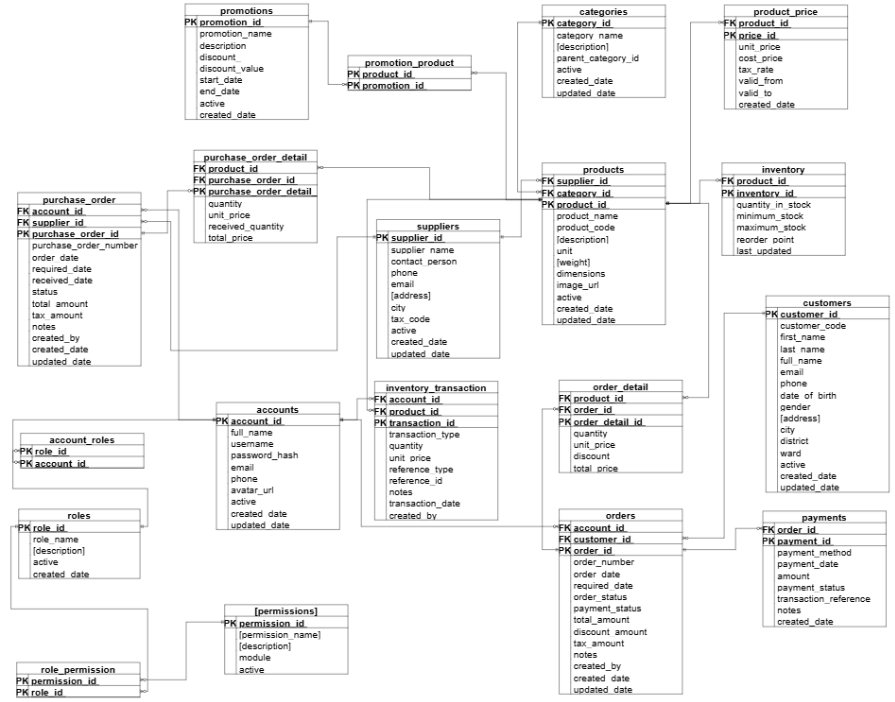 promotions
PK promotion_id
promotion_name
description
discount_
discount_value
start_date
end_date
active
created_date
promotion_product
PK product_id
PK promotion_id
categories
PK category_id
category_name
[description]
parent_category_id
active
created_date
updated_date
product_price
FK product_id
PK price_id
unit_price
cost_price
tax_rate
valid_from
valid_to
created_date
purchase_order_detail
FK product_id
FK purchase_order_id
PK purchase_order_detail
quantity
unit_price
received_quantity
total_price
purchase_order
FK account_id
FK supplier_id
PK purchase_order_id
purchase_order_number
order_date
required_date
received_date
status
total_amount
tax_amount
notes
created_by
created_date
updated_date
suppliers
PK supplier_id
supplier_name
contact_person
phone
email
[address]
city
tax_code
active
created_date
updated_date
products
FK supplier_id
FK category_id
PK product_id
product_name
product_code
[description]
unit
[weight]
dimensions
image_url
active
created_date
updated_date
inventory
FK product_id
PK inventory_id
quantity_in_stock
minimum_stock
maximum_stock
reorder_point
last_updated
customers
PK customer_id
customer_code
first_name
last_name
full_name
email
phone
date_of_birth
gender
[address]
city
district
ward
active
created_date
updated_date
accounts
PK account_id
full_name
username
password_hash
email
phone
avatar_url
active
created_date
updated_date
inventory_transaction
FK account_id
FK product_id
PK transaction_id
transaction_type
quantity
unit_price
reference_type
reference_id
notes
transaction_date
created_by
order_detail
FK product_id
FK order_id
PK order_detail_id
quantity
unit_price
discount
total_price
account_roles
PK role_id
PK account_id
roles
PK role_id
role_name
[description]
active
created_date
orders
FK account_id
FK customer_id
PK order_id
order_number
order_date
required_date
order_status
payment_status
total_amount
discount_amount
tax_amount
notes
created_by
created_date
updated_date
payments
FK order_id
PK payment_id
payment_method
payment_date
amount
payment_status
transaction_reference
notes
created_date
[permissions]
PK permission_id
[permission_name]
[description]
module
active
role_permission
PK permission_id
PK role_id